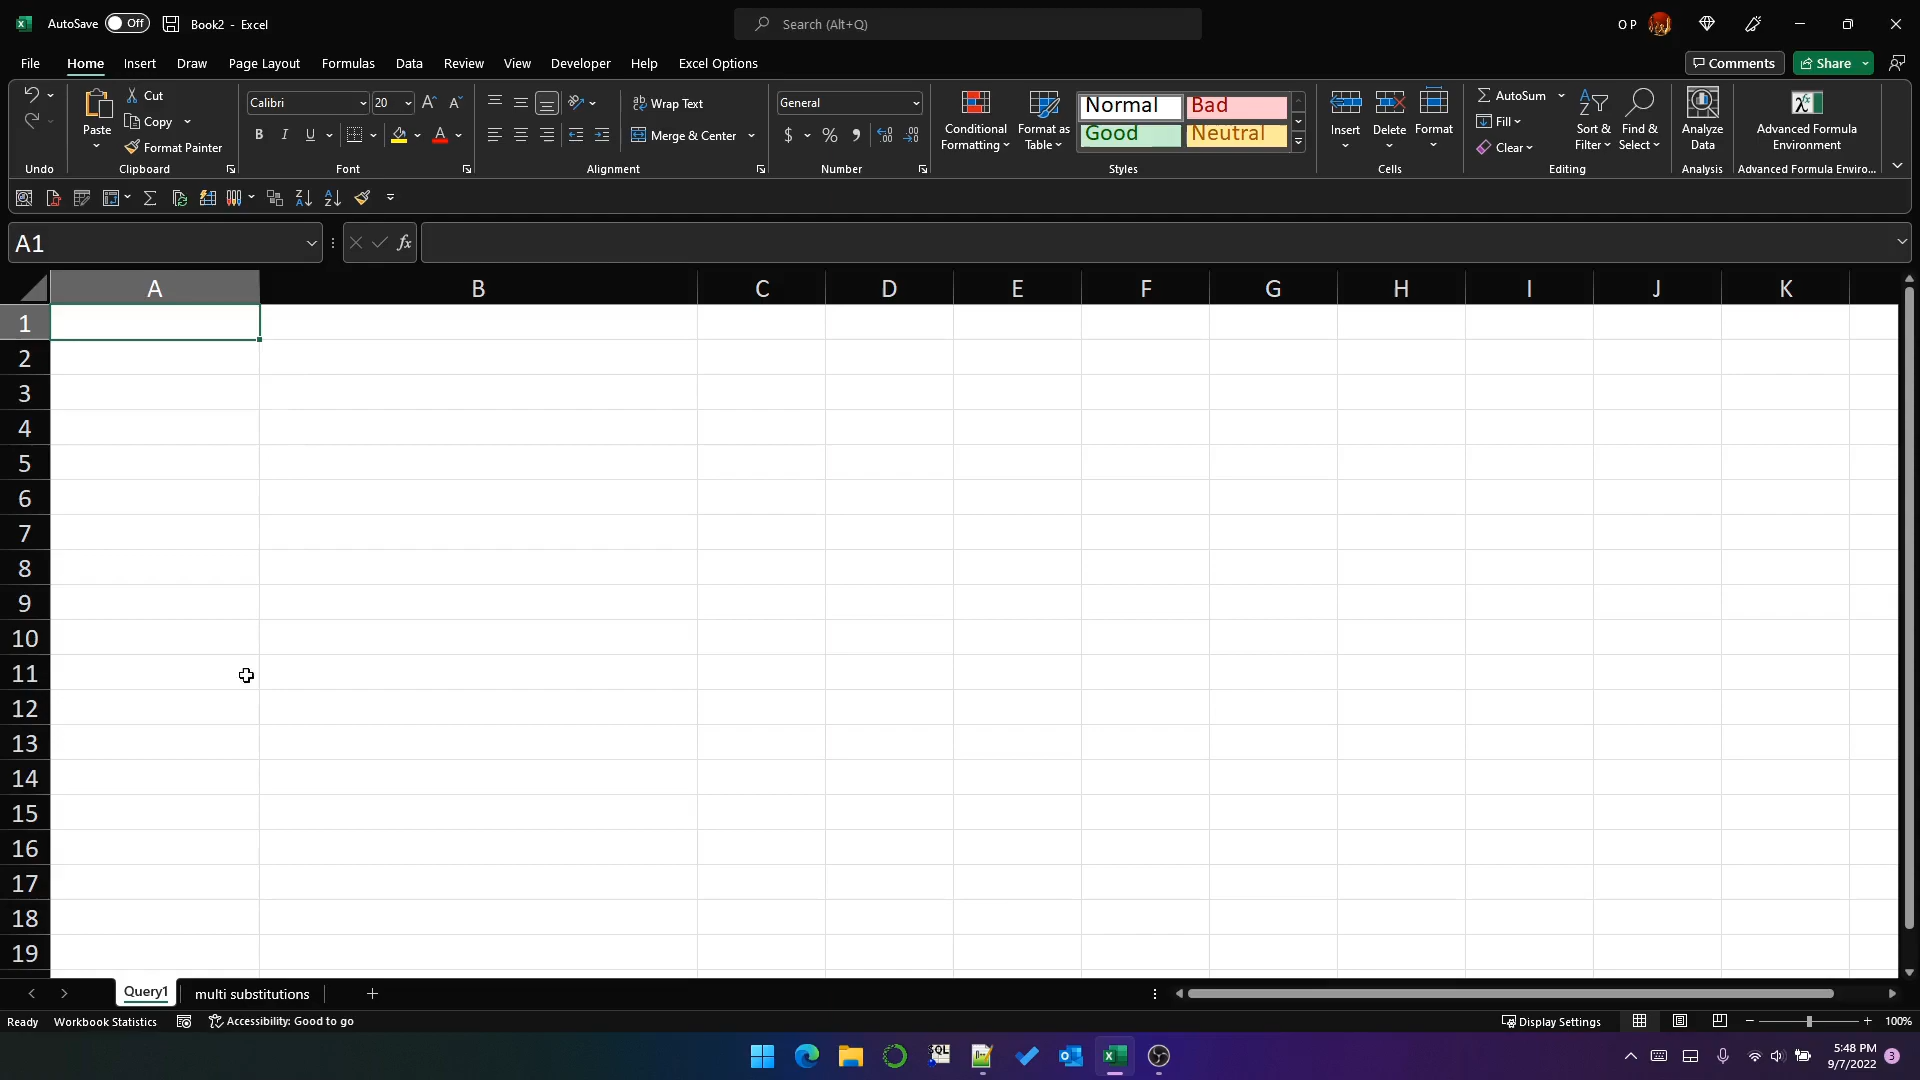 AutoSave Off Book2 - Excel Search (Alt+Q) O P
File Home Insert Draw Page Layout Formulas Data Review View Developer Help Excel Options Comments Share
Cut Calibri 20 Wrap Text General Normal Bad AutoSum
Copy Fill
Paste B I U Merge & Center $ % Conditional Formatting Format as Table Good Neutral Insert Delete Format Sort & Filter Find & Select Analyze Data Advanced Formula Environment
Format Painter Clear
Undo Clipboard Font Alignment Number Styles Cells Editing Analysis Advanced Formula Enviro...
A1 fx
A B C D E F G H I J K
1
2
3
4
5
6
7
8
9
10
11
12
13
14
15
16
17
18
19
Query1 multi substitutions
Ready Workbook Statistics Accessibility: Good to go Display Settings 100%
SQL 5:48 PM
9/7/2022 3